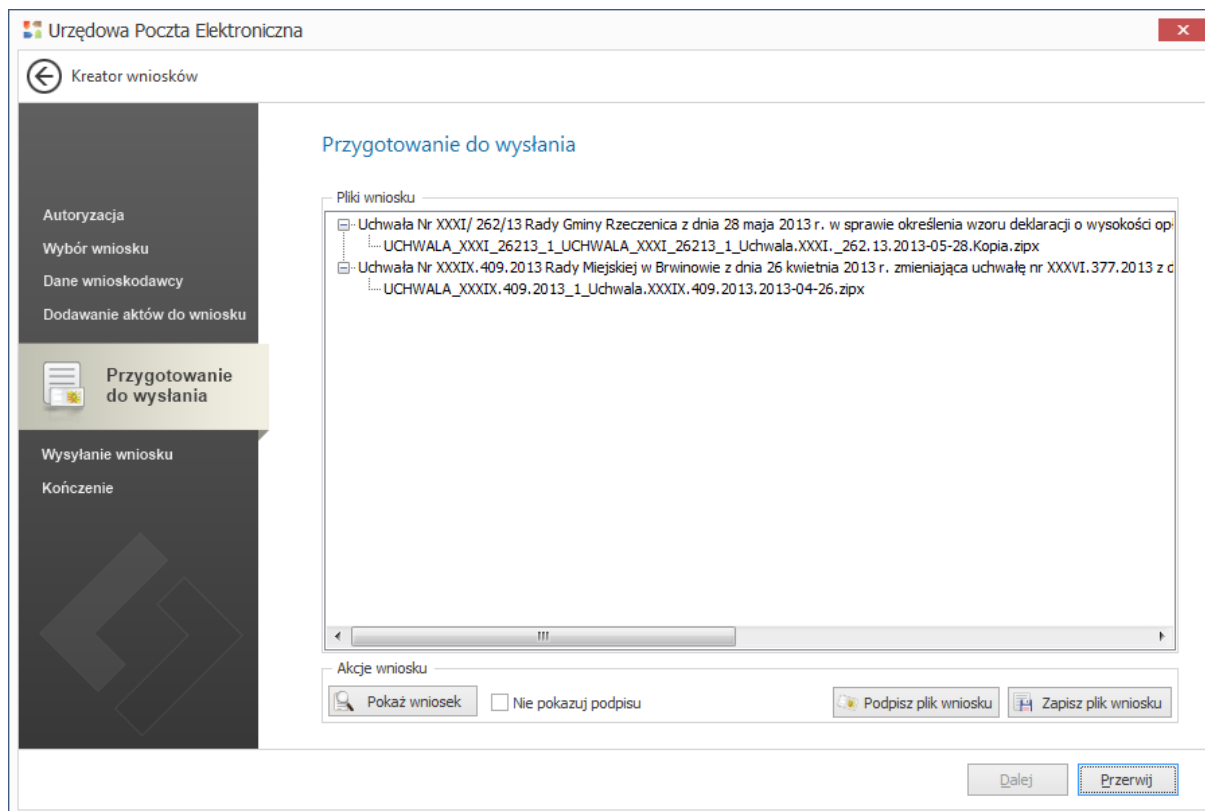 Urzędowa Poczta Elektroniczna
Kreator wniosków
Autoryzacja
Wybór wniosku
Dane wnioskodawcy
Dodawanie aktów do wniosku
Przygotowanie
do wysłania
Wysyłanie wniosku
Kończenie
Przygotowanie do wysłania
Pliki wniosku
Uchwała Nr XXXI/ 262/13 Rady Gminy Rzeczenica z dnia 28 maja 2013 r. w sprawie określenia wzoru deklaracji o wysokości op
UCHWALA_XXXI_26213_1_UCHWALA_XXXI_26213_1_Uchwala.XXXI._262.13.2013-05-28.Kopia.zipx
Uchwała Nr XXXIX.409.2013 Rady Miejskiej w Brwinowie z dnia 26 kwietnia 2013 r. zmieniająca uchwałę nr XXXVI.377.2013 z d
UCHWALA_XXXIX.409.2013_1_Uchwala.XXXIX.409.2013.2013-04-26.zipx
Akcje wniosku
Pokaż wniosek
Nie pokazuj podpisu
Podpisz plik wniosku
Zapisz plik wniosku
Dalej
Przerwij